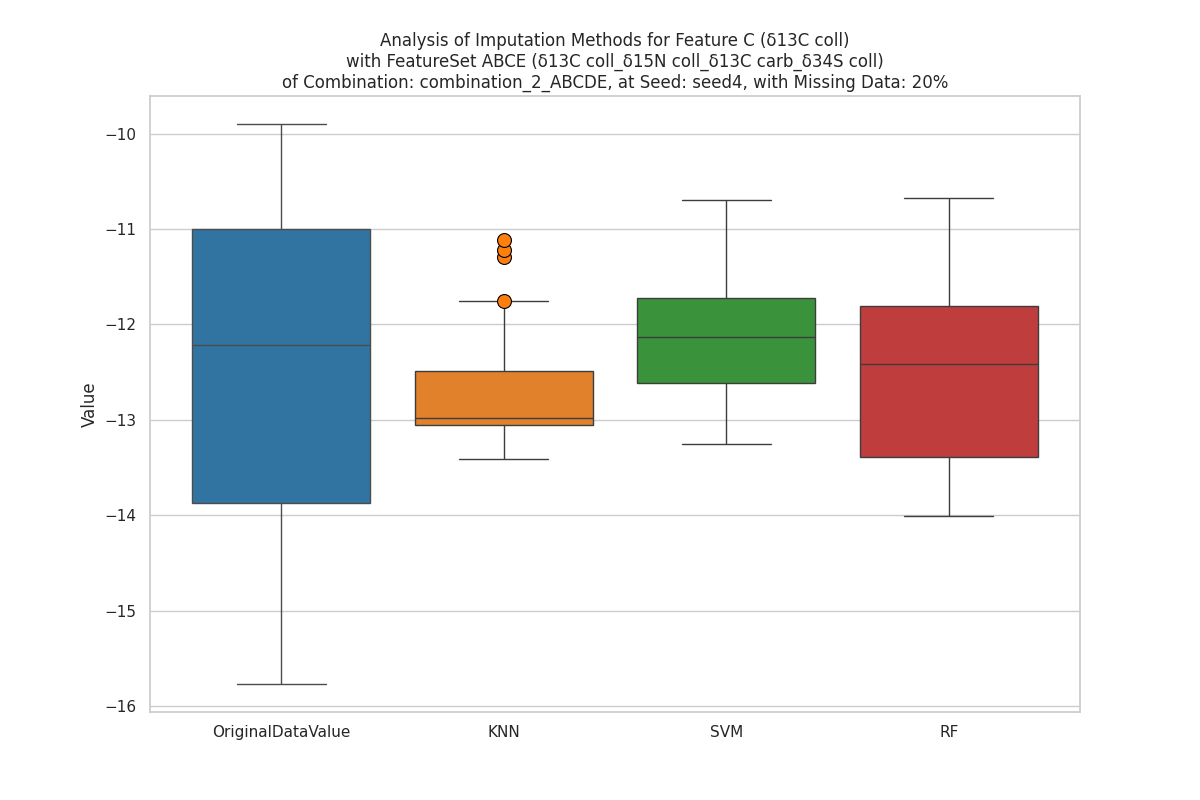 Analysis of Imputation Methods for Feature C (δ13C coll)
with FeatureSet ABCE (δ13C coll_δ15N coll_δ13C carb_δ34S coll)
of Combination: combination_2_ABCDE, at Seed: seed4, with Missing Data: 20%
−10
−11
−12
−13
−14
−15
−16
Value
OriginalDataValue
KNN
SVM
RF